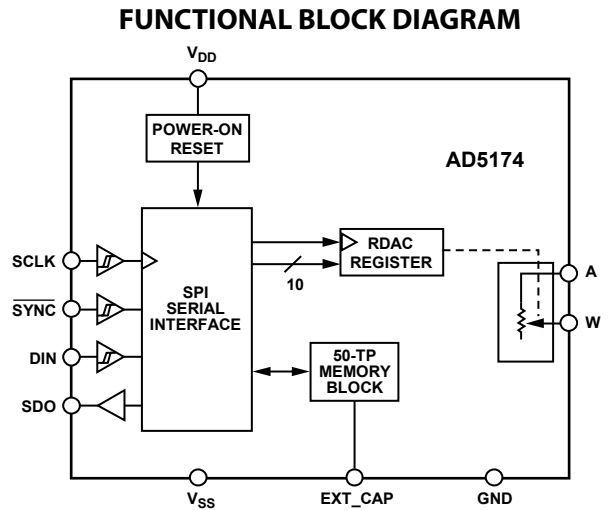 FUNCTIONAL BLOCK DIAGRAM
VDD
POWER-ON
RESET
AD5174
SCLK
SYNC
DIN
SDO
SPI
SERIAL
INTERFACE
10
RDAC
REGISTER
A
W
50-TP
MEMORY
BLOCK
VSS
EXT_CAP
GND